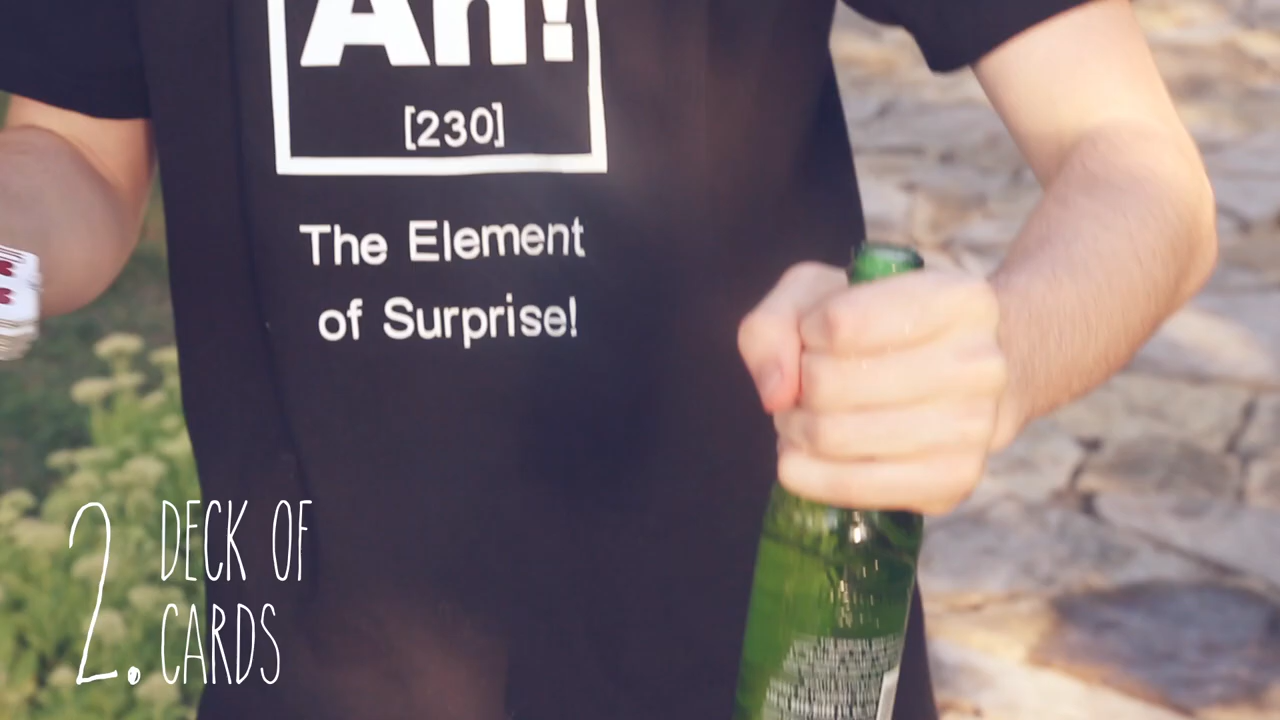 Ah!
[230]
The Element
of Surprise!
2. DECK OF
CARDS